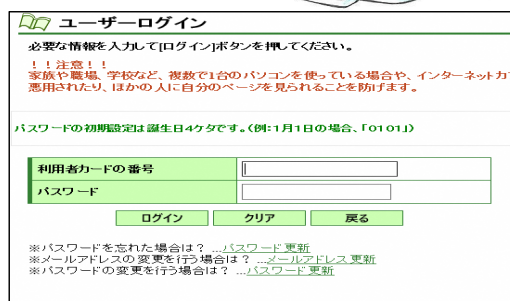 ユーザーログイン
必要な情報を入力して[ログイン]ボタンを押してください。
！！注意！！
家族や職場、学校など、複数で1台のパソコンを使っている場合や、インターネットカ
悪用されたり、ほかの人に自分のページを見られることを防げます。
パスワードの初期設定は誕生日4ケタです。(例:1月1日の場合、「0101」)
利用者カードの番号
パスワード
ログイン クリア 戻る
※パスワードを忘れた場合は？ ...パスワード更新
※メールアドレスの変更を行う場合は？ ...メールアドレス更新
※パスワードの変更を行う場合は？ ...パスワード更新